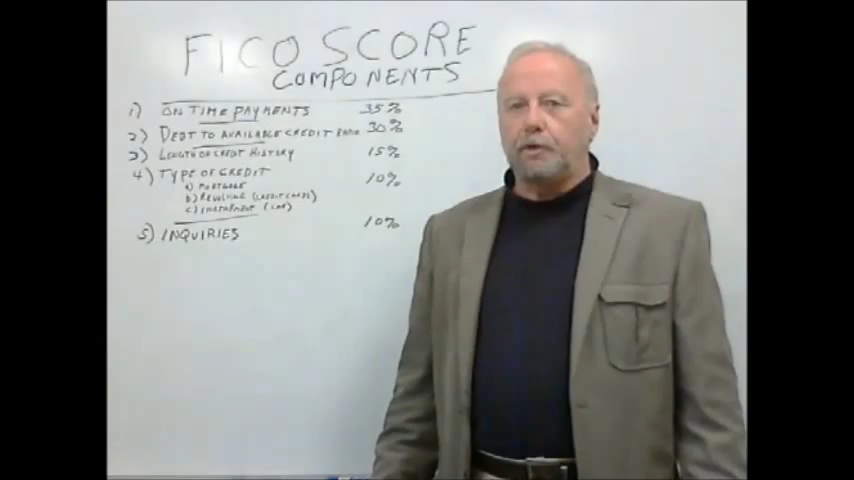 FICO SCORE
COMPONENTS
1) ON TIME PAYMENTS 35%
2) DEBT TO AVAILABLE CREDIT RATIO 30%
3) LENGTH OF CREDIT HISTORY 15%
4) TYPE OF CREDIT 10%
a) MORTGAGE
b) REVOLVING (CREDIT CARDS)
c) INSTALLMENT (CAR)
5) INQUIRIES 10%